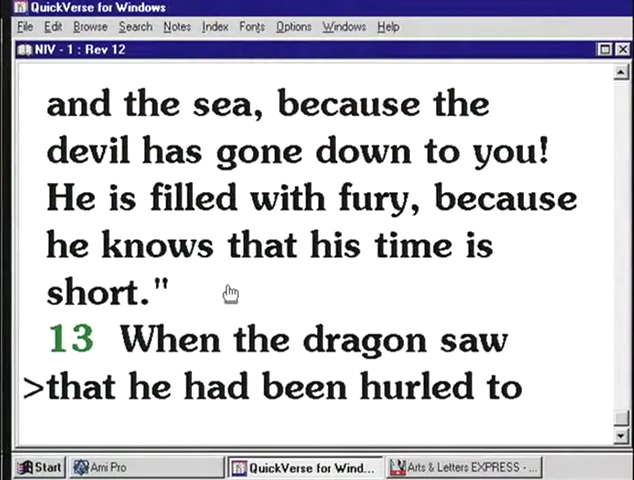 QuickVerse for Windows
File Edit Browse Search Notes Index Fonts Options Windows Help
NIV - 1 : Rev 12
and the sea, because the
devil has gone down to you!
He is filled with fury, because
he knows that his time is
short."
13 When the dragon saw
>that he had been hurled to
Start Ami Pro QuickVerse for Wind... Arts & Letters EXPRESS - ...